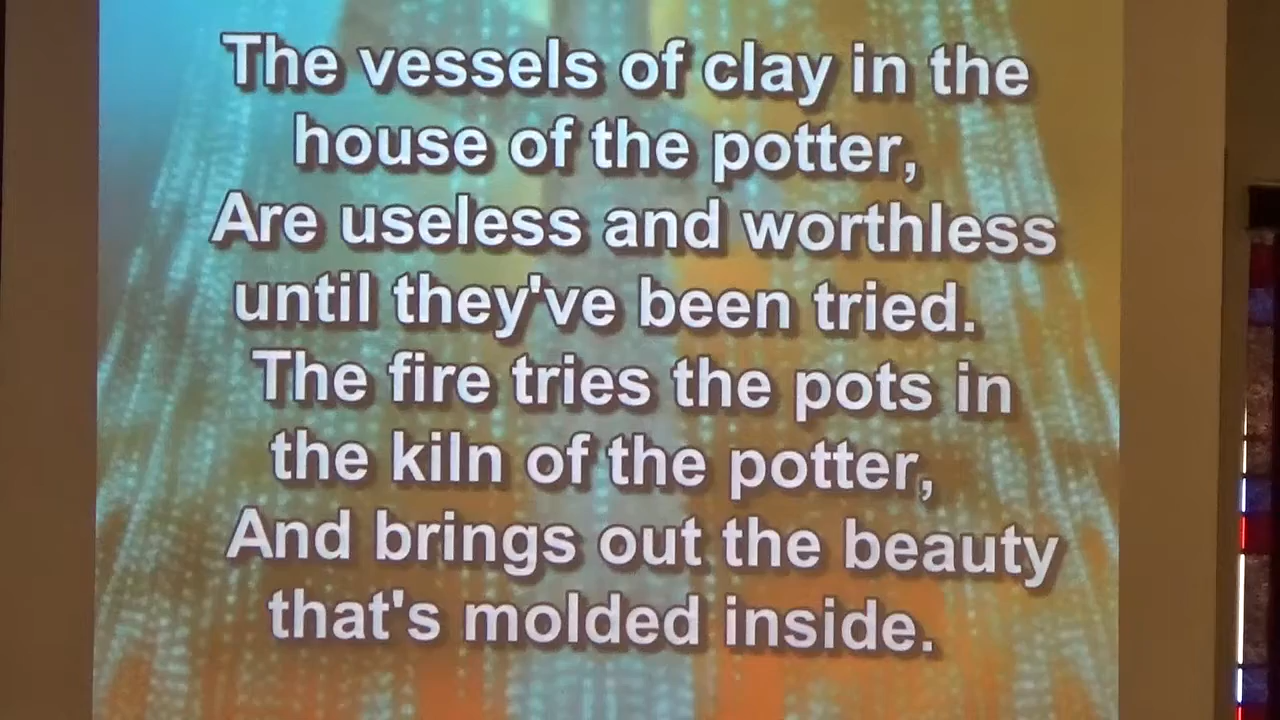 The vessels of clay in the
house of the potter,
Are useless and worthless
until they've been tried.
The fire tries the pots in
the kiln of the potter,
And brings out the beauty
that's molded inside.